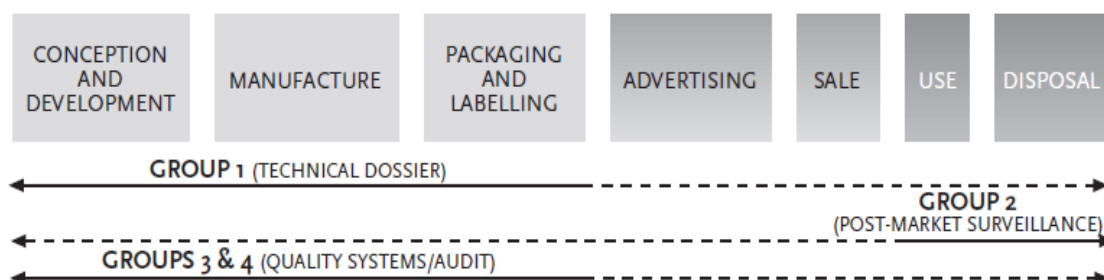 CONCEPTION
AND
DEVELOPMENT
MANUFACTURE
PACKAGING
AND
LABELLING
ADVERTISING
SALE
USE
DISPOSAL
GROUP 1 (TECHNICAL DOSSIER)
GROUP 2
(POST-MARKET SURVEILLANCE)
GROUPS 3 & 4 (QUALITY SYSTEMS/AUDIT)